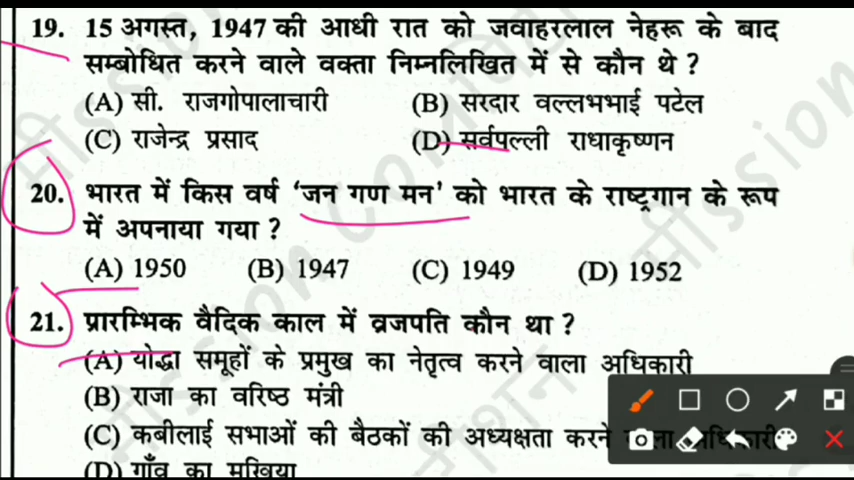 19. 15 अगस्त, 1947 की आधी रात को जवाहरलाल नेहरू के बाद
सम्बोधित करने वाले वक्ता निम्नलिखित में से कौन थे ?
(A) सी. राजगोपालाचारी (B) सरदार वल्लभभाई पटेल
(C) राजेन्द्र प्रसाद (D) सर्वपल्ली राधाकृष्णन
20. भारत में किस वर्ष ‘जन गण मन’ को भारत के राष्ट्रगान के रूप
में अपनाया गया ?
(A) 1950 (B) 1947 (C) 1949 (D) 1952
21. प्रारम्भिक वैदिक काल में व्रजपति कौन था ?
(A) योद्धा समूहों के प्रमुख का नेतृत्व करने वाला अधिकारी
(B) राजा का वरिष्ठ मंत्री
(C) कबीलाई सभाओं की बैठकों की अध्यक्षता करने
(D) गाँव का मुखिया